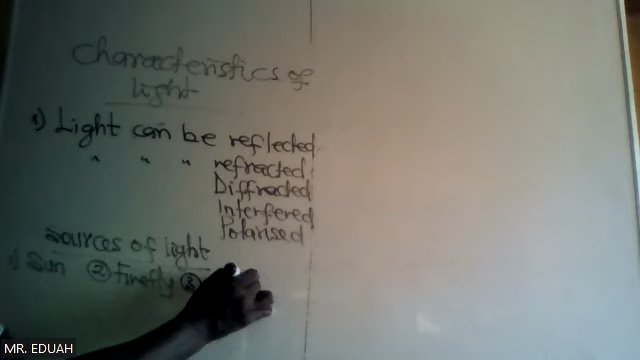 Characteristics of
light
1) Light can be reflected.
" " " refracted.
Diffracted
Interfered
Polarised
Sources of light
1) Sun ② Firefly ③
MR. EDUAH